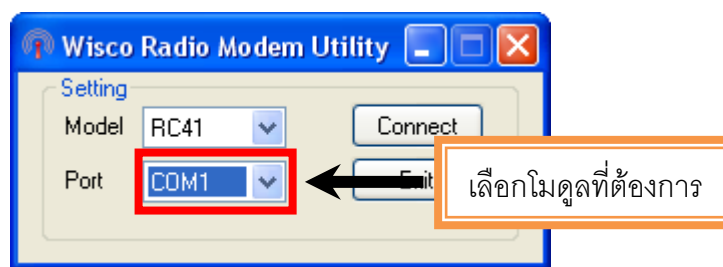 Wisco Radio Modem Utility
Setting
Model RC41 Connect
Port COM1 Exit
เลือกโมดูลที่ต้องการ